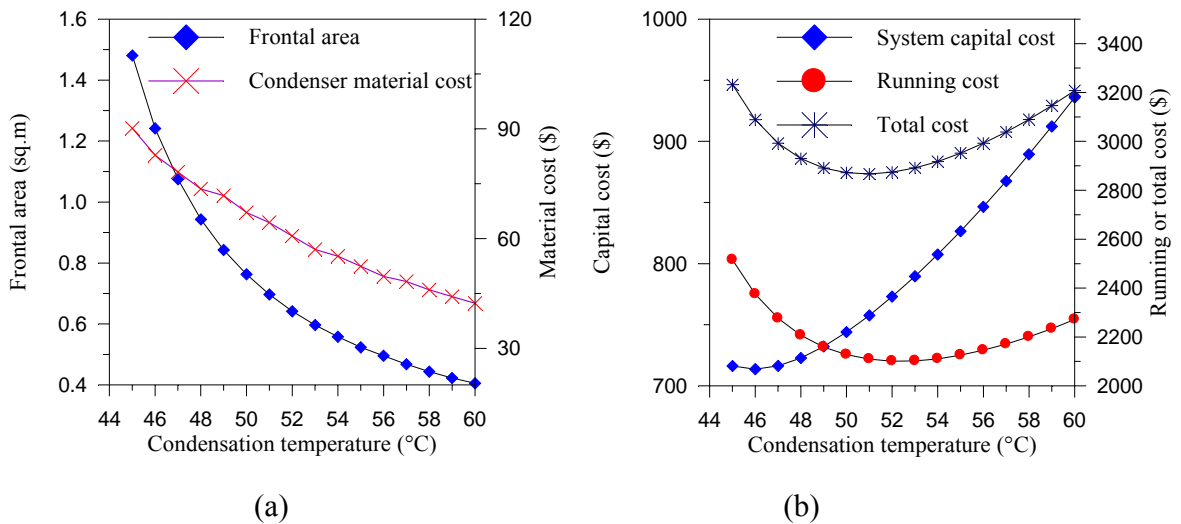 1.6
1.4
1.2
1.0
0.8
0.6
0.4
Frontal area (sq.m)
120
90
60
30
Material cost ($)
Frontal area
Condenser material cost
44 46 48 50 52 54 56 58 60
Condensation temperature (°C)
(a)
1000
900
800
700
Capital cost ($)
3400
3200
3000
2800
2600
2400
2200
2000
Running or total cost ($)
System capital cost
Running cost
Total cost
44 46 48 50 52 54 56 58 60
Condensation temperature (°C)
(b)